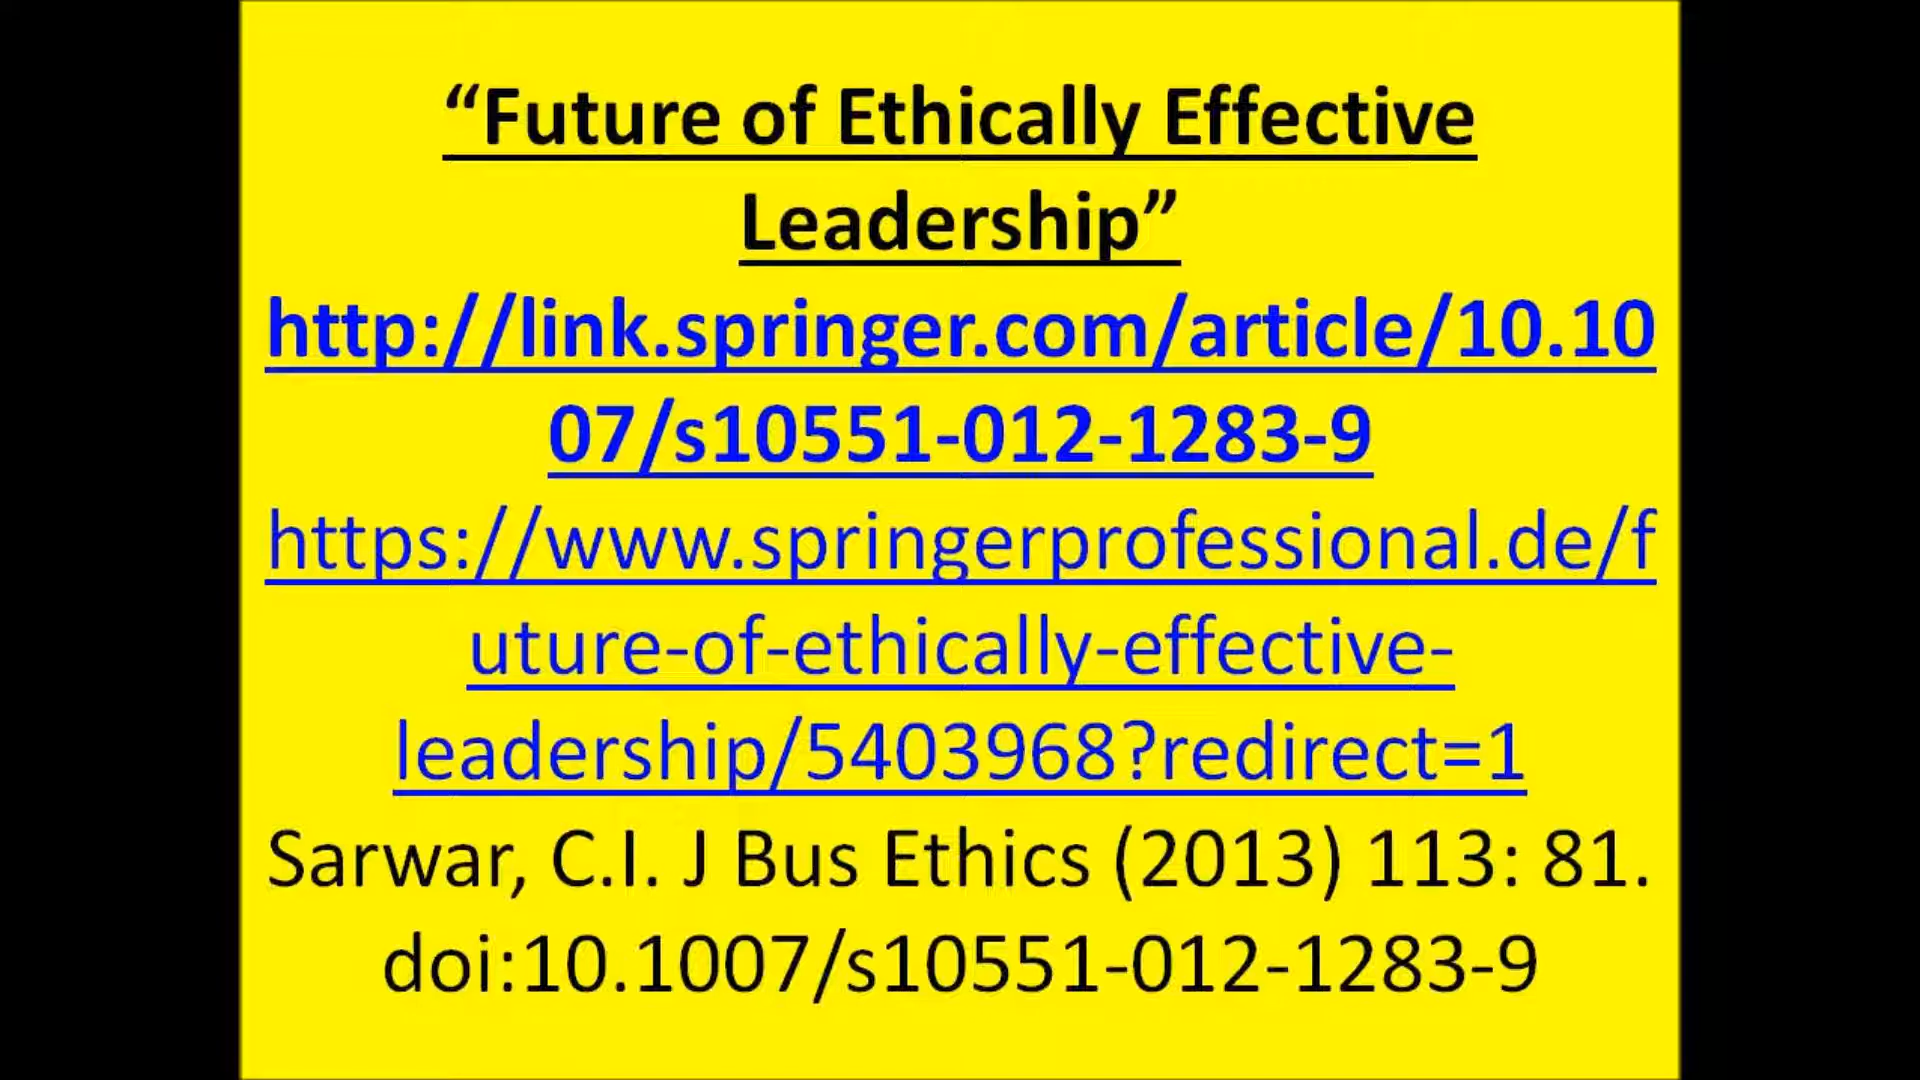 “Future of Ethically Effective
Leadership”
http://link.springer.com/article/10.10
07/s10551-012-1283-9
https://www.springerprofessional.de/f
uture-of-ethically-effective-
leadership/5403968?redirect=1
Sarwar, C.I. J Bus Ethics (2013) 113: 81.
doi:10.1007/s10551-012-1283-9